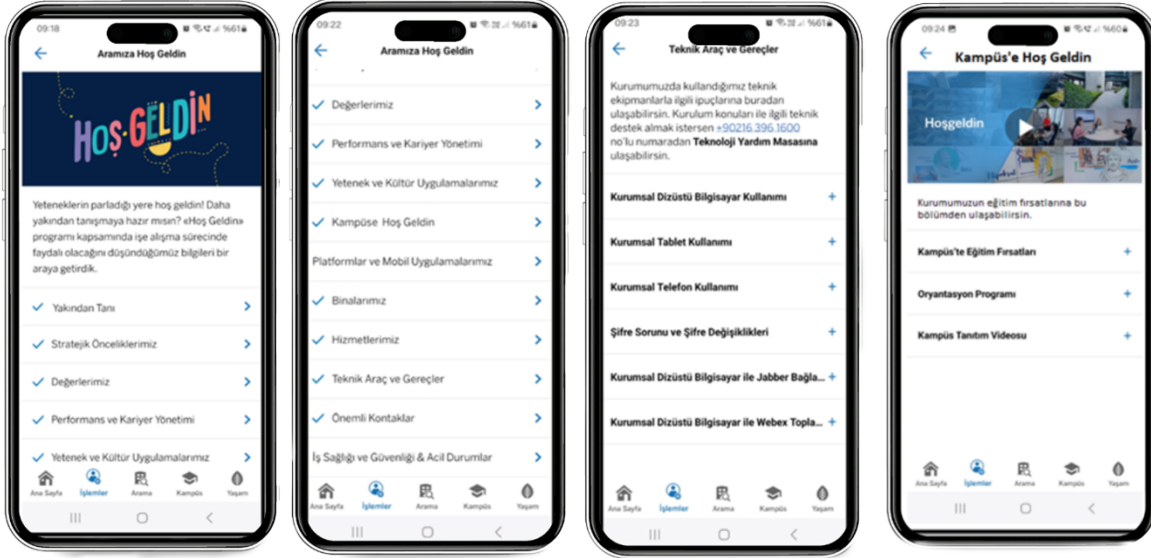 09:18
%61
Aramıza Hoş Geldin
HOŞ GELDİN
Yeteneklerin parladığı yere hoş geldin! Daha
yakından tanışmaya hazır mısın? «Hoş Geldin»
programı kapsamında işe alışma sürecinde
faydalı olacağını düşündüğümüz bilgileri bir
araya getirdik.
Yakından Tanı
Stratejik Önceliklerimiz
Değerlerimiz
Performans ve Kariyer Yönetimi
Yetenek ve Kültür Uygulamalarımız
Ana Sayfa İşlemler Arama Kampüs Yaşam
09:22
%61
Aramıza Hoş Geldin
Değerlerimiz
Performans ve Kariyer Yönetimi
Yetenek ve Kültür Uygulamalarımız
Kampüse Hoş Geldin
Platformlar ve Mobil Uygulamalarımız
Binalarımız
Hizmetlerimiz
Teknik Araç ve Gereçler
Önemli Kontaklar
İş Sağlığı ve Güvenliği & Acil Durumlar
Ana Sayfa İşlemler Arama Kampüs Yaşam
09:23
%61
Teknik Araç ve Gereçler
Kurumumuzda kullandığımız teknik
ekipmanlarla ilgili ipuçlarına buradan
ulaşabilirsin. Kurulum konuları ile ilgili teknik
destek almak istersen +90216 396 1600
no'lu numaradan Teknoloji Yardım Masasına
ulaşabilirsin.
Kurumsal Dizüstü Bilgisayar Kullanımı +
Kurumsal Tablet Kullanımı +
Kurumsal Telefon Kullanımı +
Şifre Sorunu ve Şifre Değişiklikleri +
Kurumsal Dizüstü Bilgisayar ile Jabber Bağla... +
Kurumsal Dizüstü Bilgisayar ile Webex Topla... +
Ana Sayfa İşlemler Arama Kampüs Yaşam
09:24
%60
Kampüs'e Hoş Geldin
Hoşgeldin
Kurumumuzun eğitim fırsatlarına bu
bölümden ulaşabilirsin.
Kampüs'te Eğitim Fırsatları +
Oryantasyon Programı +
Kampüs Tanıtım Videosu +
Ana Sayfa İşlemler Arama Kampüs Yaşam